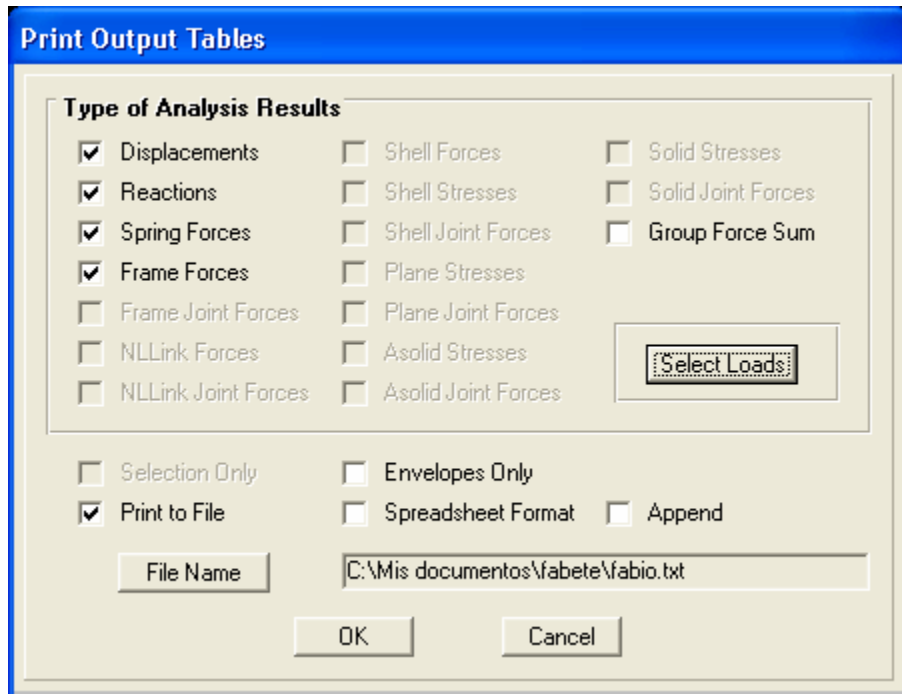 Print Output Tables
Type of Analysis Results
Displacements
Reactions
Spring Forces
Frame Forces
Frame Joint Forces
NLLink Forces
NLLink Joint Forces
Shell Forces
Shell Stresses
Shell Joint Forces
Plane Stresses
Plane Joint Forces
Asolid Stresses
Asolid Joint Forces
Solid Stresses
Solid Joint Forces
Group Force Sum
Select Loads
Selection Only
Envelopes Only
Print to File
Spreadsheet Format
Append
File Name
C:\Mis documentos\fabete\fabio.txt
OK
Cancel